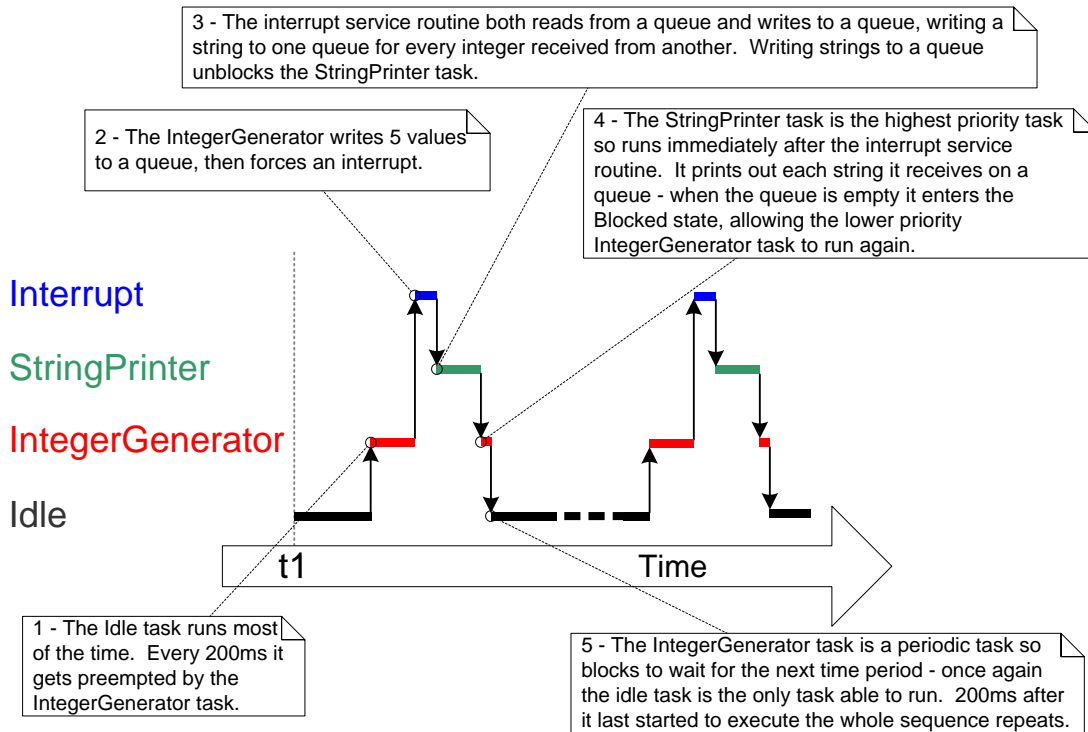 3 - The interrupt service routine both reads from a queue and writes to a queue, writing a
string to one queue for every integer received from another.  Writing strings to a queue
unblocks the StringPrinter task.
2 - The IntegerGenerator writes 5 values
to a queue, then forces an interrupt.
4 - The StringPrinter task is the highest priority task
so runs immediately after the interrupt service
routine.  It prints out each string it receives on a
queue - when the queue is empty it enters the
Blocked state, allowing the lower priority
IntegerGenerator task to run again.
Interrupt
StringPrinter
IntegerGenerator
Idle
t1
Time
1 - The Idle task runs most
of the time.  Every 200ms it
gets preempted by the
IntegerGenerator task.
5 - The IntegerGenerator task is a periodic task so
blocks to wait for the next time period - once again
the idle task is the only task able to run.  200ms after
it last started to execute the whole sequence repeats.